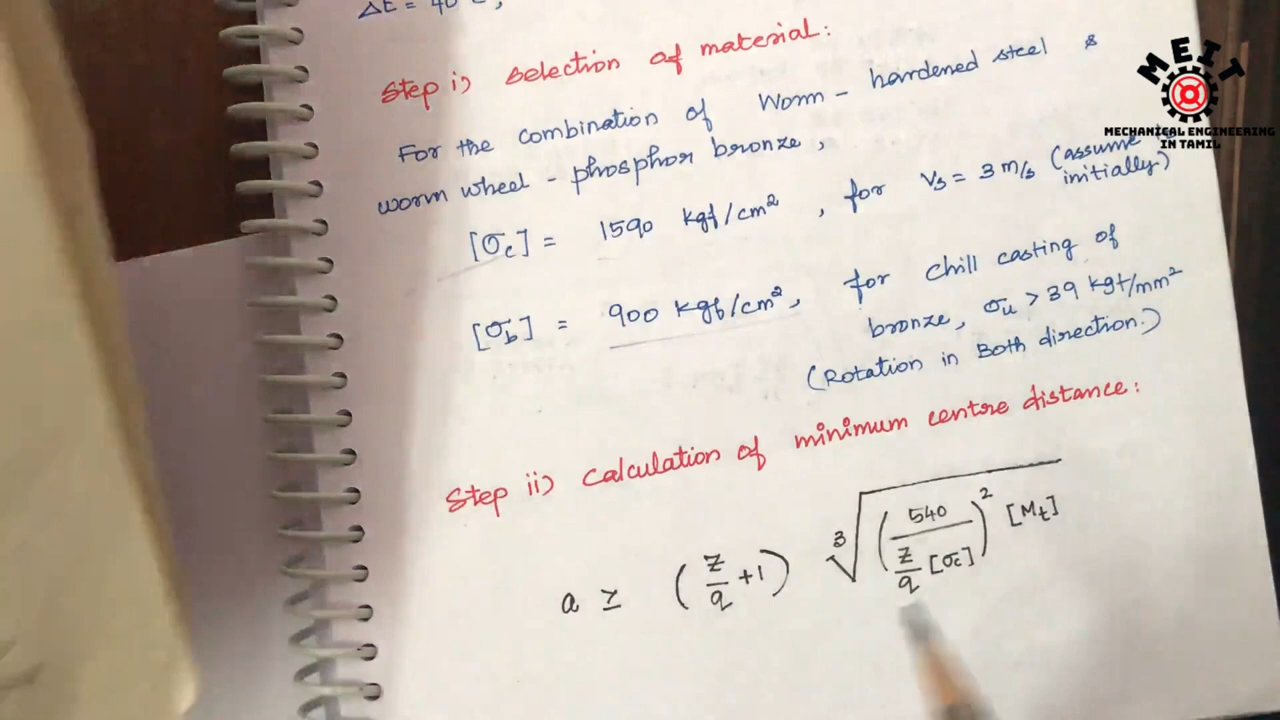 Δt = 40°C,
Step i) Selection of material:
For the combination of Worm - hardened steel &
worm wheel - phosphor bronze,
[σc] = 1590 kgf/cm², for Vs = 3 m/s (assume initially)
[σb] = 900 kgf/cm², for chill casting of
bronze, σu > 39 kgf/mm²
(Rotation in Both direction.)
Step ii) Calculation of minimum centre distance:
a ≥ (z/q +1) ∛((540 / (z/q [σc]))² [Mt])
MEIT
MECHANICAL ENGINEERING
IN TAMIL